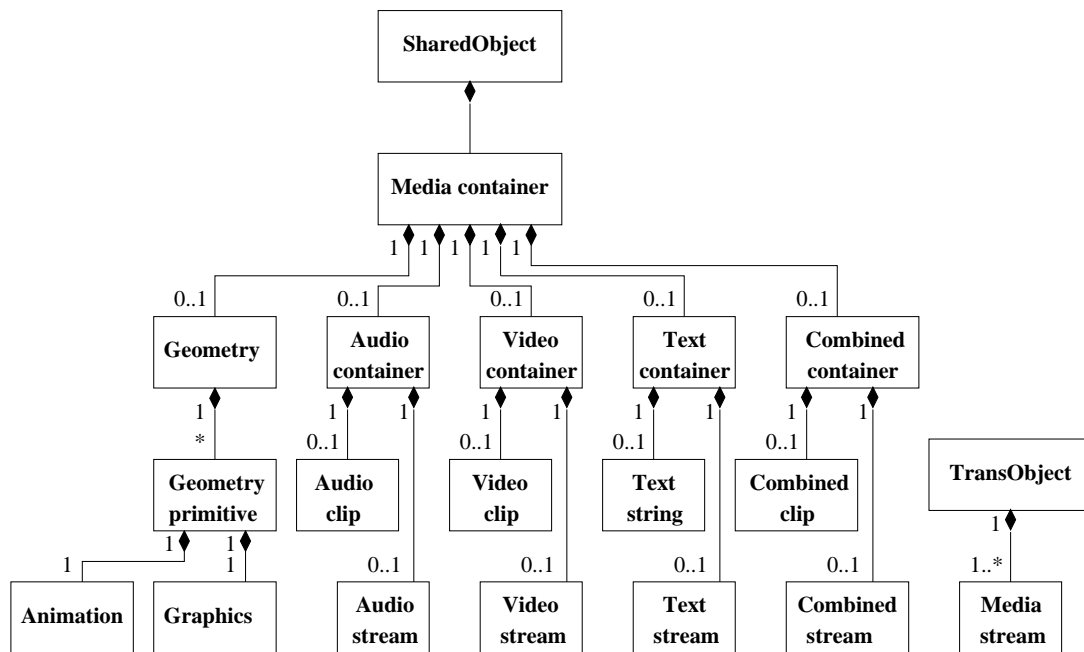 SharedObject
Media container
1 1 1 1 1
0..1 0..1 0..1 0..1 0..1
Geometry
Audio
container
Video
container
Text
container
Combined
container
1 1 1 1 1 1 1 1 1
* 0..1 0..1 0..1 0..1
Geometry
primitive
Audio
clip
Video
clip
Text
string
Combined
clip
TransObject
1 1 1
1 1 0..1 0..1 0..1 0..1 1..*
Animation
Graphics
Audio
stream
Video
stream
Text
stream
Combined
stream
Media
stream